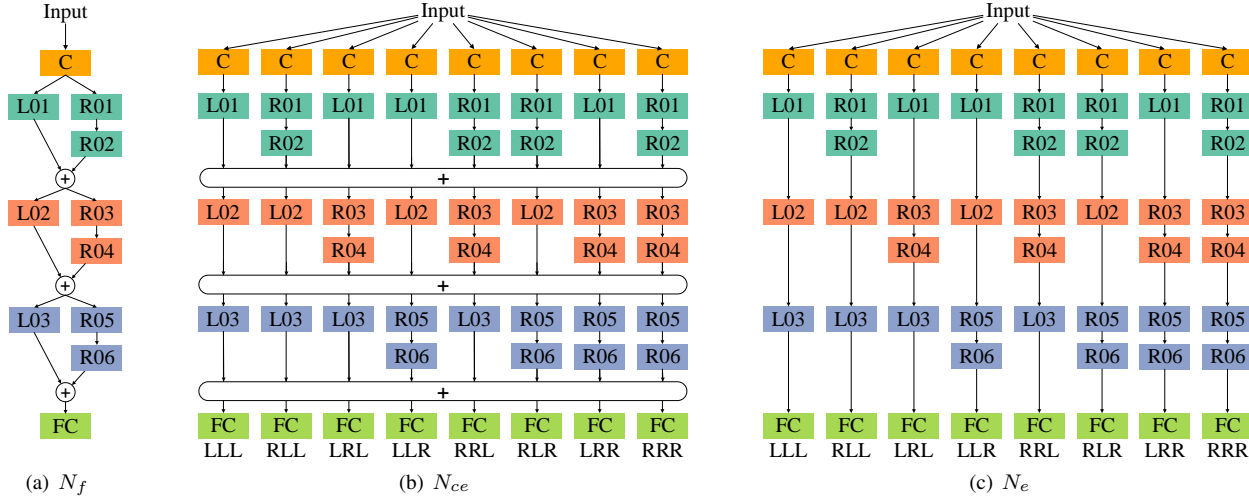 Input Input Input
C C C C C C C C C C C C C C C C C
L01 R01 L01 R01 L01 L01 R01 R01 L01 R01 L01 R01 L01 L01 R01 R01 L01 R01
R02 R02 R02 R02 R02 R02 R02 R02 R02
+ +
L02 R03 L02 L02 R03 L02 R03 L02 R03 R03 L02 L02 R03 L02 R03 L02 R03 R03
R04 R04 R04 R04 R04 R04 R04 R04 R04
+ +
L03 R05 L03 L03 L03 R05 L03 R05 R05 R05 L03 L03 L03 R05 L03 R05 R05 R05
R06 R06 R06 R06 R06 R06 R06 R06 R06
+ +
FC FC FC FC FC FC FC FC FC FC FC FC FC FC FC FC FC
LLL RLL LRL LLR RRL RLR LRR RRR LLL RLL LRL LLR RRL RLR LRR RRR
(a) N_f (b) N_ce (c) N_e